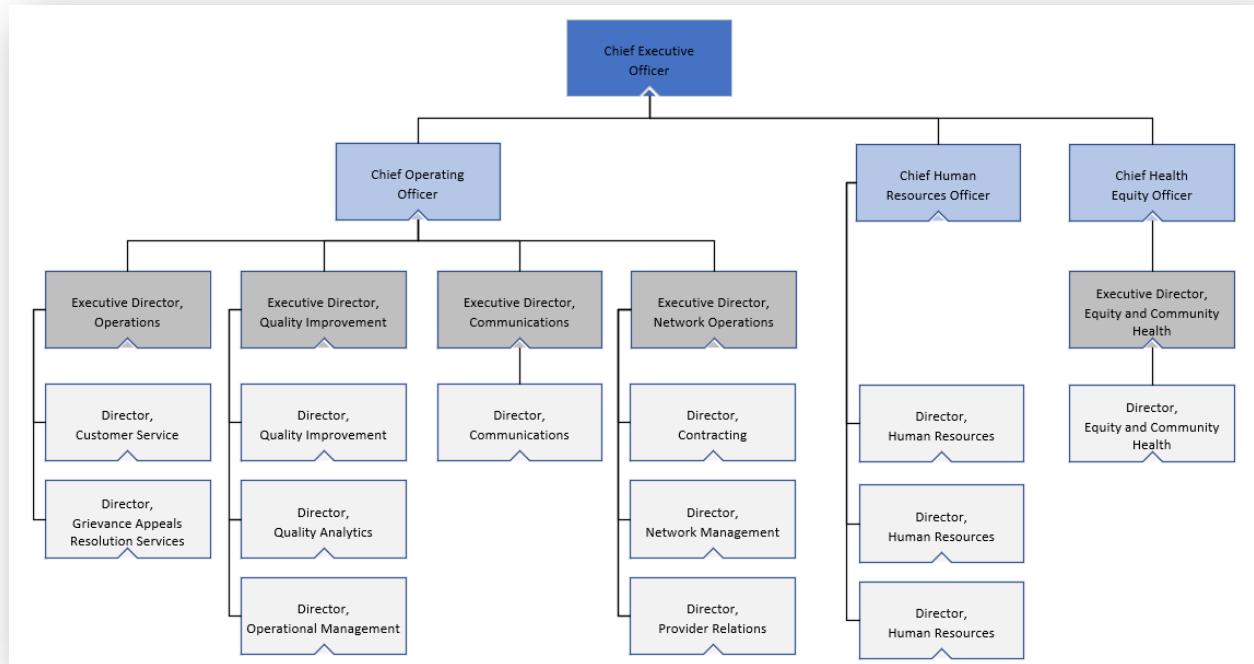 Chief Executive
Officer
Chief Operating
Officer
Chief Human
Resources Officer
Chief Health
Equity Officer
Executive Director,
Operations
Executive Director,
Quality Improvement
Executive Director,
Communications
Executive Director,
Network Operations
Executive Director,
Equity and Community
Health
Director,
Customer Service
Director,
Quality Improvement
Director,
Communications
Director,
Contracting
Director,
Human Resources
Director,
Equity and Community
Health
Director,
Grievance Appeals
Resolution Services
Director,
Quality Analytics
Director,
Network Management
Director,
Human Resources
Director,
Operational Management
Director,
Provider Relations
Director,
Human Resources